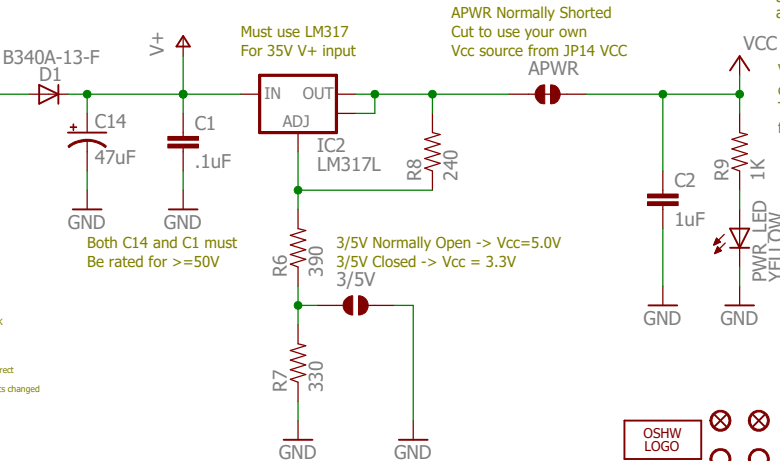 APWR Normally Shorted
Cut to use your own
Vcc source from JP14 VCC
APWR
Must use LM317
For 35V V+ input
V+
VCC
B340A-13-F
D1
IN
OUT
ADJ
IC2
LM317L
C14
47uF
C1
.1uF
R8
240
R9
1K
C2
1uF
PWR_LED
YELLOW
GND
GND
Both C14 and C1 must
Be rated for >=50V
R6
390
3/5V Normally Open -> Vcc=5.0V
3/5V Closed -> Vcc = 3.3V
3/5V
GND
GND
R7
330
rect
s changed
GND
GND
OSHW
LOGO